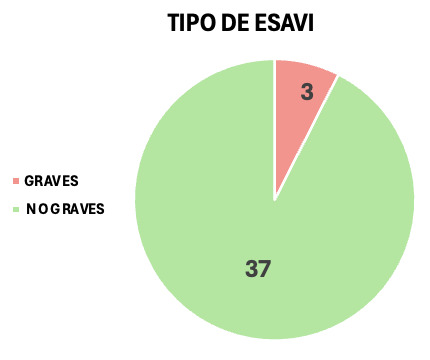 TIPO DE ESAVI
3
GRAVES
NO GRAVES
37